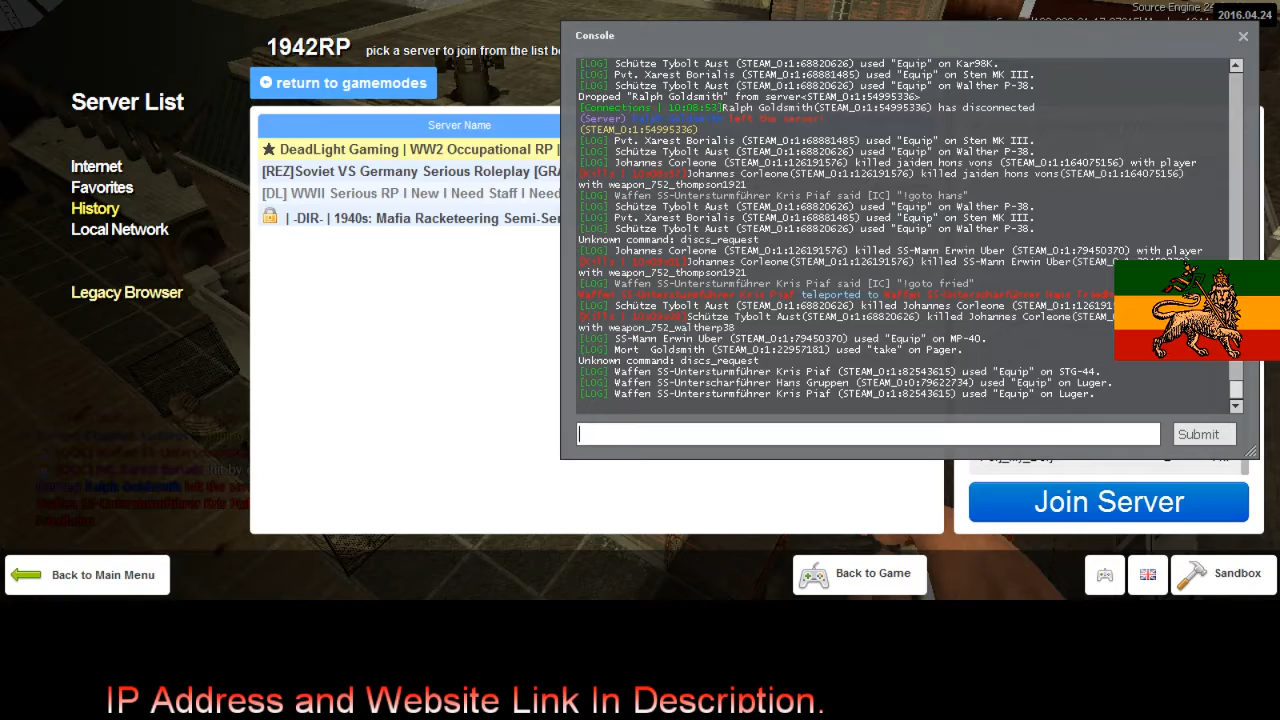 Source Engine 24
2016.04.24
1942RP pick a server to join from the list be
return to gamemodes
Server List
Internet
Favorites
History
Local Network
Legacy Browser
Server Name
DeadLight Gaming | WW2 Occupational RP |
[REZ]Soviet VS Germany Serious Roleplay [GRA
[DL] WWII Serious RP I New I Need Staff I Need
| -DIR- | 1940s: Mafia Racketeering Semi-Ser
Console
[LOG] Schütze Tybolt Aust (STEAM_0:1:68820626) used "Equip" on Kar98K.
[LOG] Pvt. Xarest Borialis (STEAM_0:1:68881485) used "Equip" on Sten MK III.
[LOG] Schütze Tybolt Aust (STEAM_0:1:68820626) used "Equip" on Walther P-38.
Dropped "Ralph Goldsmith" from server<STEAM_0:1:54995336>
[Connections | 10:08:53]Ralph Goldsmith(STEAM_0:1:54995336) has disconnected
(Server) Ralph Goldsmith left the server!
(STEAM_0:1:54995336)
[LOG] Pvt. Xarest Borialis (STEAM_0:1:68881485) used "Equip" on Sten MK III.
[LOG] Schütze Tybolt Aust (STEAM_0:1:68820626) used "Equip" on Walther P-38.
[LOG] Johannes Corleone (STEAM_0:1:126191576) killed jaiden hons vons (STEAM_0:1:164075156) with player
[Kills | 10:08:57]Johannes Corleone(STEAM_0:1:126191576) killed jaiden hons vons(STEAM_0:1:164075156)
with weapon_752_thompson1921
[LOG] Waffen SS-Untersturmführer Kris Piaf said [IC] "!goto hans"
[LOG] Schütze Tybolt Aust (STEAM_0:1:68820626) used "Equip" on Walther P-38.
[LOG] Pvt. Xarest Borialis (STEAM_0:1:68881485) used "Equip" on Sten MK III.
[LOG] Schütze Tybolt Aust (STEAM_0:1:68820626) used "Equip" on Walther P-38.
Unknown command: discs_request
[LOG] Johannes Corleone (STEAM_0:1:126191576) killed SS-Mann Erwin Uber (STEAM_0:1:79450370) with player
Johannes Corleone(STEAM_0:1:126191576) killed SS-Mann Erwin Uber(STEAM_0:1:79450370)
with weapon_752_thompson1921
[LOG] Waffen SS-Untersturmführer Kris Piaf said [IC] "!goto fried"
Waffen SS-Untersturmführer Kris Piaf teleported to Waffen SS-Unterscharführer Hans
[LOG] Schütze Tybolt Aust (STEAM_0:1:68820626) killed Johannes Corleone (STEAM_0:1:12619
Schütze Tybolt Aust(STEAM_0:1:68820626) killed Johannes Corleone(STEAM_0:1
with weapon_752_waltherp38
[LOG] SS-Mann Erwin Uber (STEAM_0:1:79450370) used "Equip" on MP-40.
[LOG] Mort Goldsmith (STEAM_0:1:22957181) used "take" on Pager.
Unknown command: discs_request
[LOG] Waffen SS-Untersturmführer Kris Piaf (STEAM_0:1:82543615) used "Equip" on STG-44.
[LOG] Waffen SS-Unterscharführer Hans Gruppen (STEAM_0:0:79622734) used "Equip" on Luger.
[LOG] Waffen SS-Untersturmführer Kris Piaf (STEAM_0:1:82543615) used "Equip" on Luger.
Submit
Join Server
Back to Main Menu
Back to Game
Sandbox
IP Address and Website Link In Description.